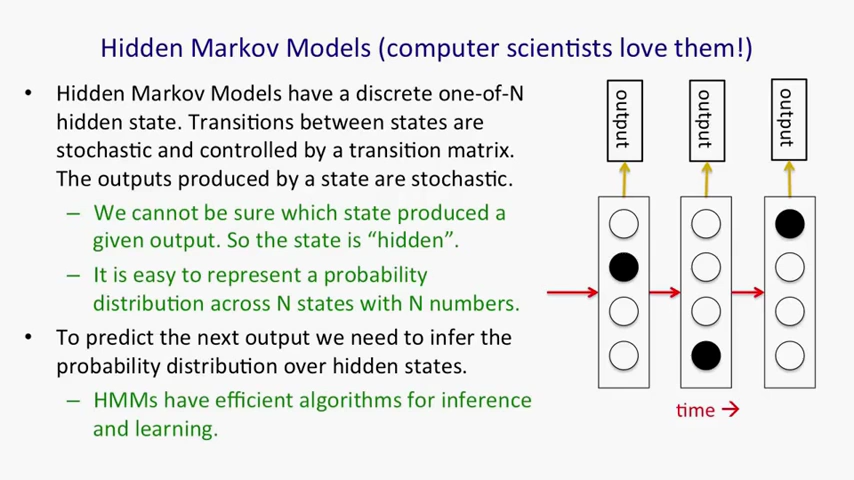 Hidden Markov Models (computer scientists love them!)
• Hidden Markov Models have a discrete one-of-N
hidden state. Transitions between states are
stochastic and controlled by a transition matrix.
The outputs produced by a state are stochastic.
– We cannot be sure which state produced a
given output. So the state is “hidden”.
– It is easy to represent a probability
distribution across N states with N numbers.
• To predict the next output we need to infer the
probability distribution over hidden states.
– HMMs have efficient algorithms for inference
and learning.
output
output
output
time →